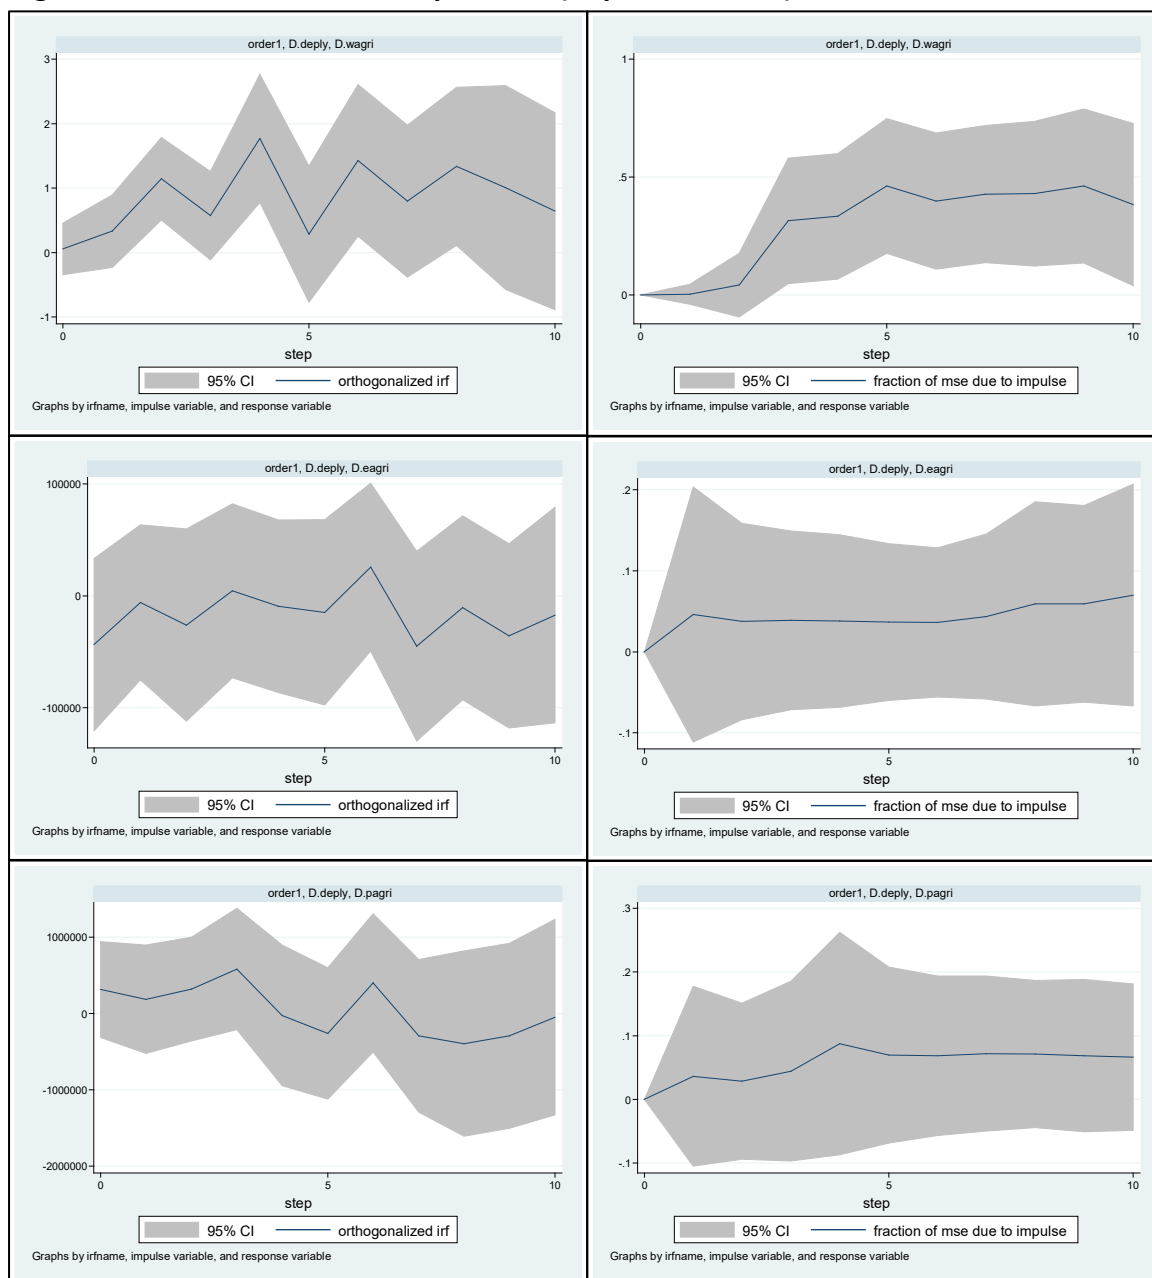 order1, D.deply, D.wagri
3
2
1
0
-1
0 5 10
step
95% CI orthogonalized irf
Graphs by irfname, impulse variable, and response variable
order1, D.deply, D.wagri
1
.5
0
0 5 10
step
95% CI fraction of mse due to impulse
Graphs by irfname, impulse variable, and response variable
order1, D.deply, D.eagri
100000
0
-100000
0 5 10
step
95% CI orthogonalized irf
Graphs by irfname, impulse variable, and response variable
order1, D.deply, D.eagri
.2
.1
0
-.1
0 5 10
step
95% CI fraction of mse due to impulse
Graphs by irfname, impulse variable, and response variable
order1, D.deply, D.pagri
1000000
0
-1000000
-2000000
0 5 10
step
95% CI orthogonalized irf
Graphs by irfname, impulse variable, and response variable
order1, D.deply, D.pagri
.3
.2
.1
0
-.1
0 5 10
step
95% CI fraction of mse due to impulse
Graphs by irfname, impulse variable, and response variable